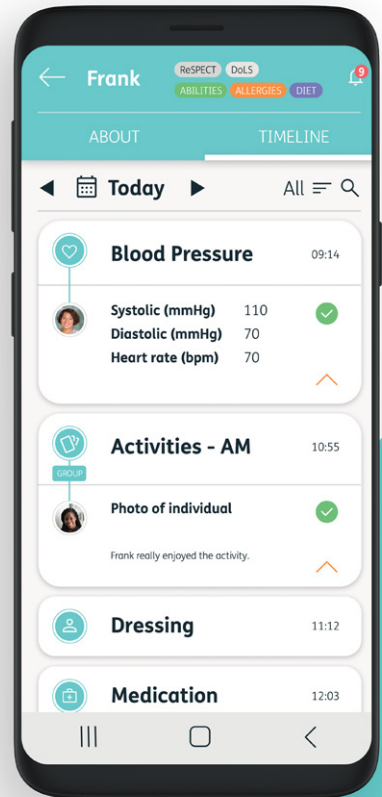 Frank
ReSPECT DoLS
ABILITIES ALLERGIES DIET
9
ABOUT TIMELINE
Today All
Blood Pressure 09:14
Systolic (mmHg) 110
Diastolic (mmHg) 70
Heart rate (bpm) 70
Activities - AM 10:55
GROUP
Photo of individual
Frank really enjoyed the activity.
Dressing 11:12
Medication 12:03